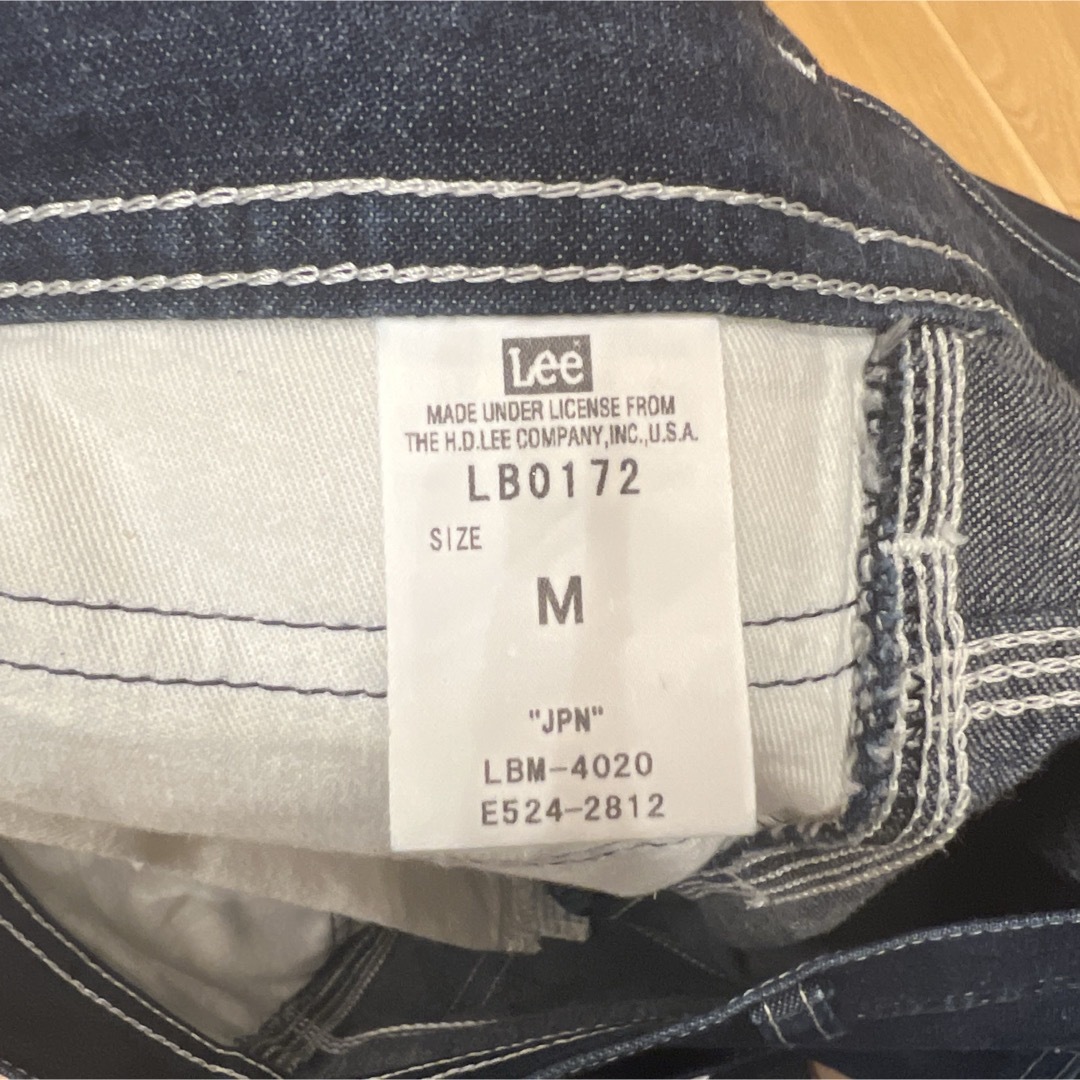 Lee
MADE UNDER LICENSE FROM
THE H.D.LEE COMPANY,INC.,U.S.A.
LB0172
SIZE
M
"JPN"
LBM-4020
E524-2812